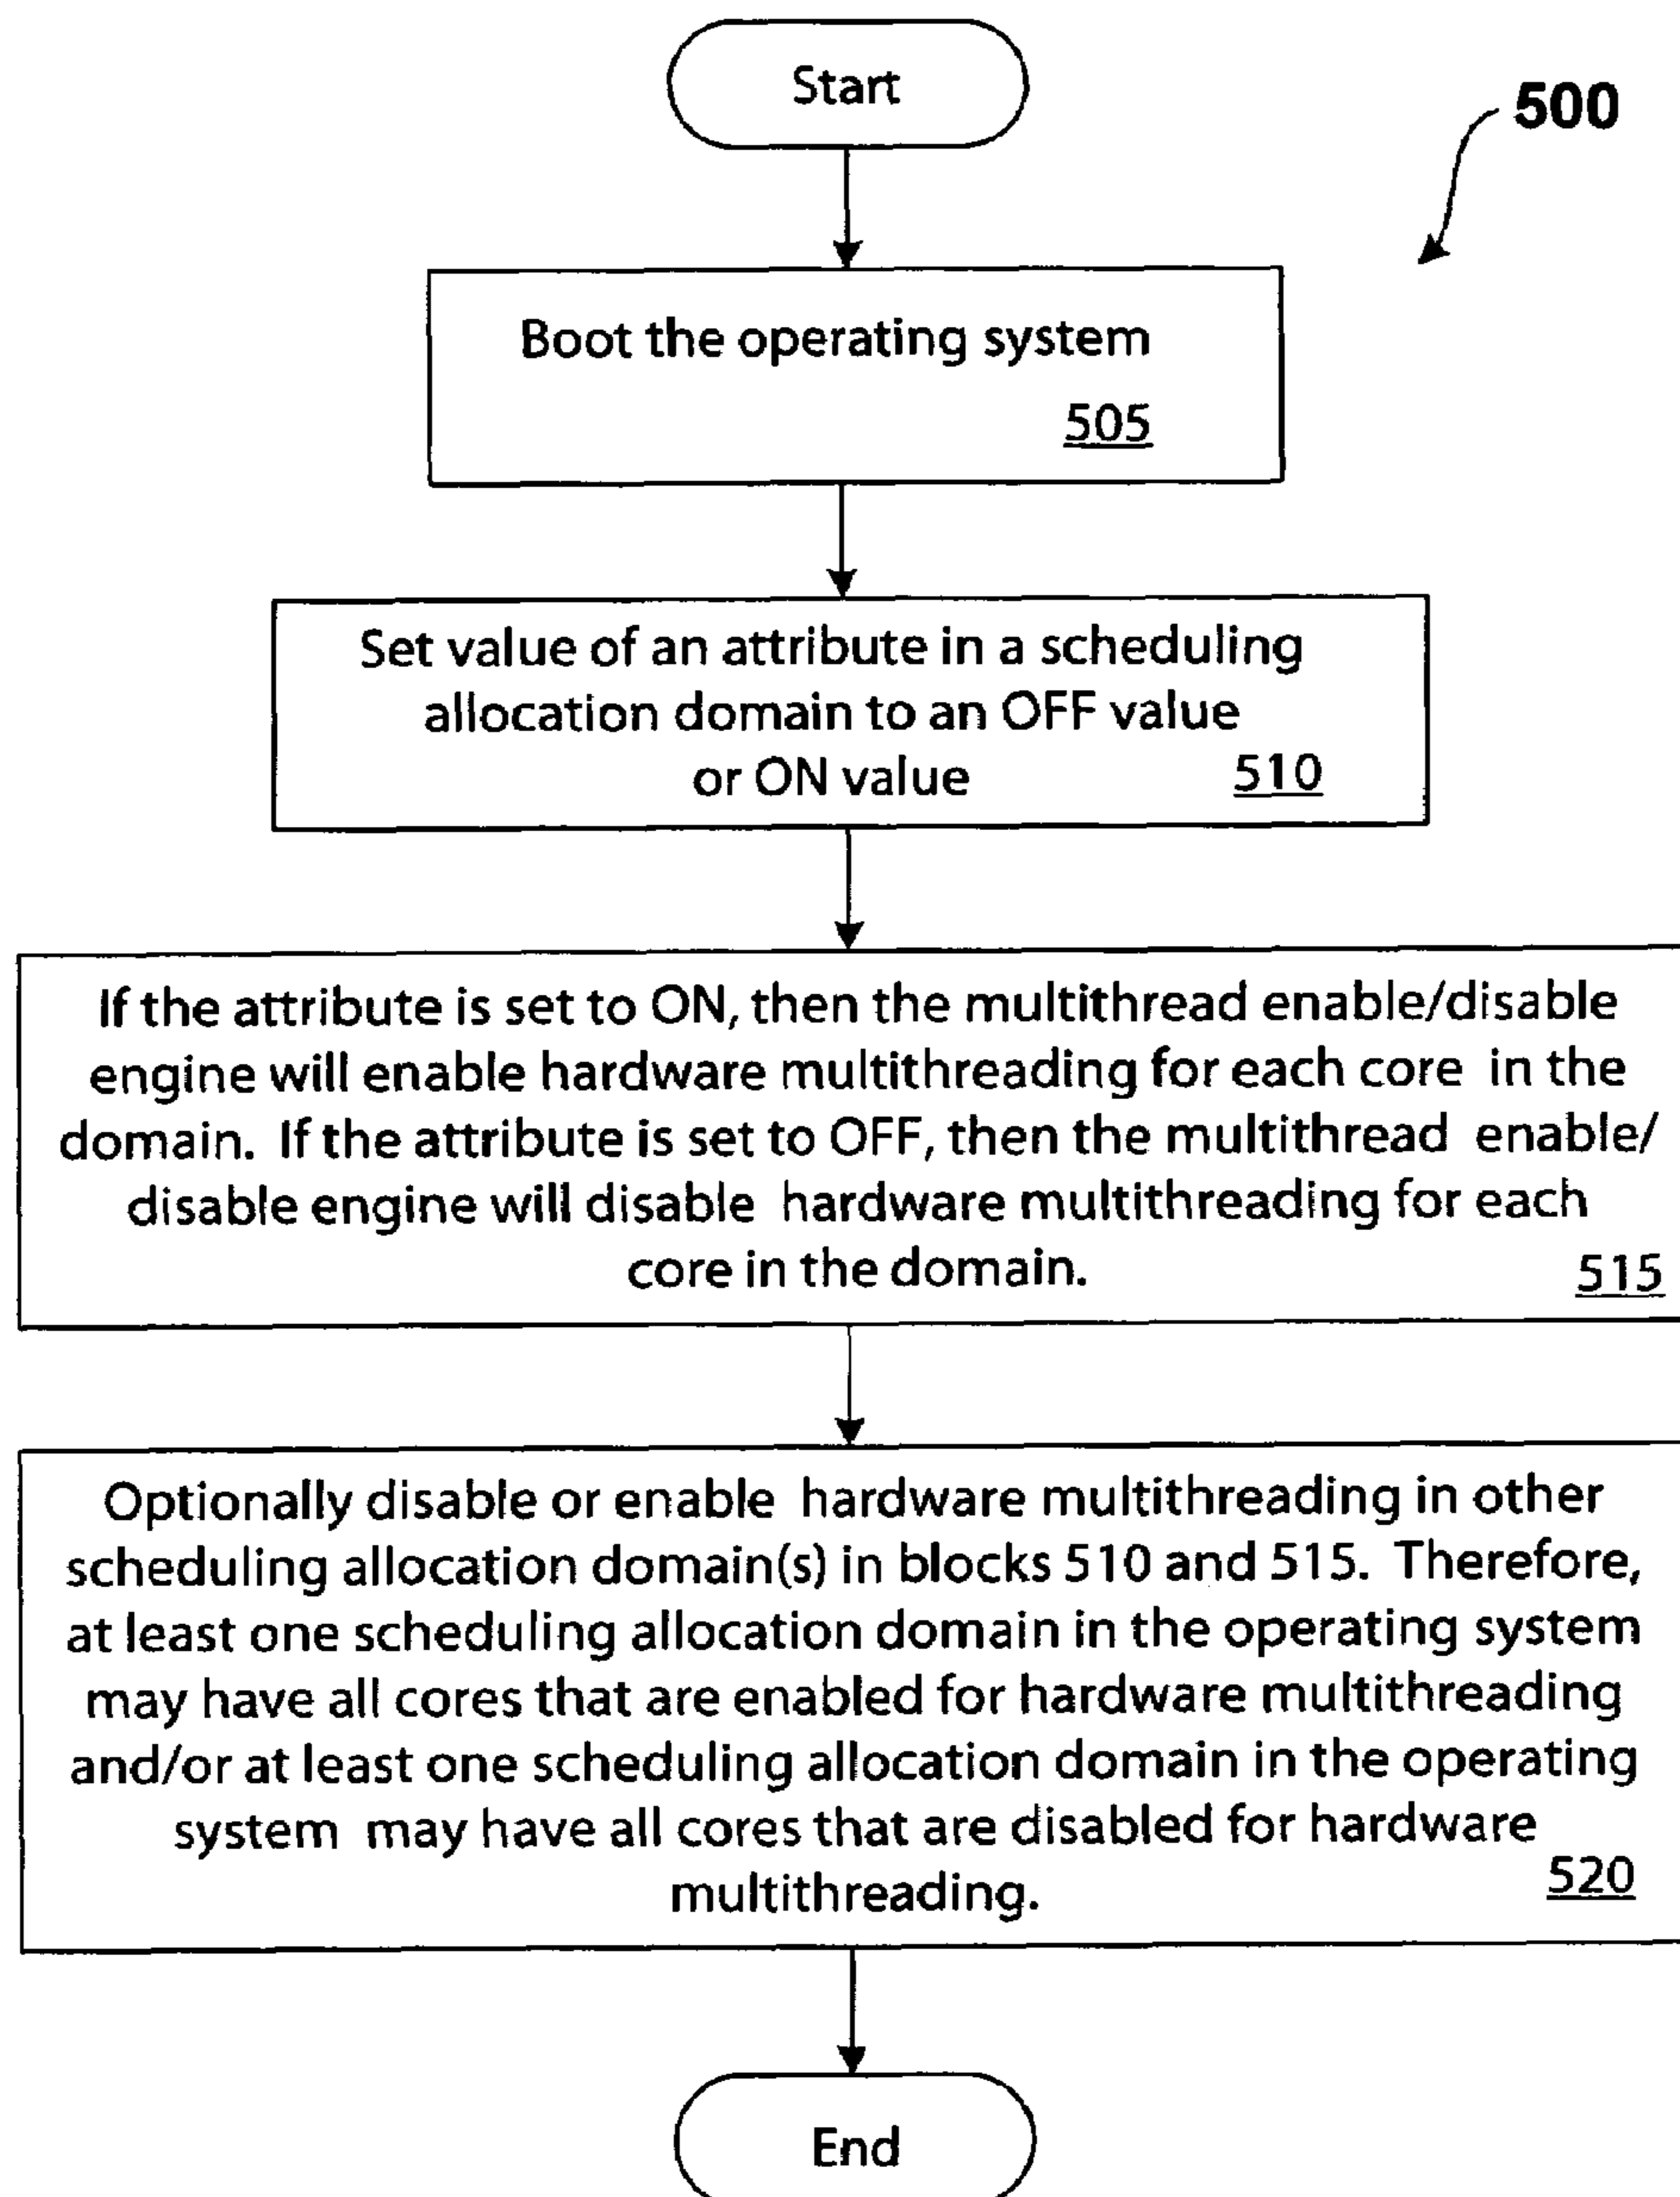 Start
500
Boot the operating system
505
Set value of an attribute in a scheduling
allocation domain to an OFF value
or ON value 510
If the attribute is set to ON, then the multithread enable/disable
engine will enable hardware multithreading for each core in the
domain. If the attribute is set to OFF, then the multithread enable/
disable engine will disable hardware multithreading for each
core in the domain. 515
Optionally disable or enable hardware multithreading in other
scheduling allocation domain(s) in blocks 510 and 515. Therefore,
at least one scheduling allocation domain in the operating system
may have all cores that are enabled for hardware multithreading
and/or at least one scheduling allocation domain in the operating
system may have all cores that are disabled for hardware
multithreading. 520
End